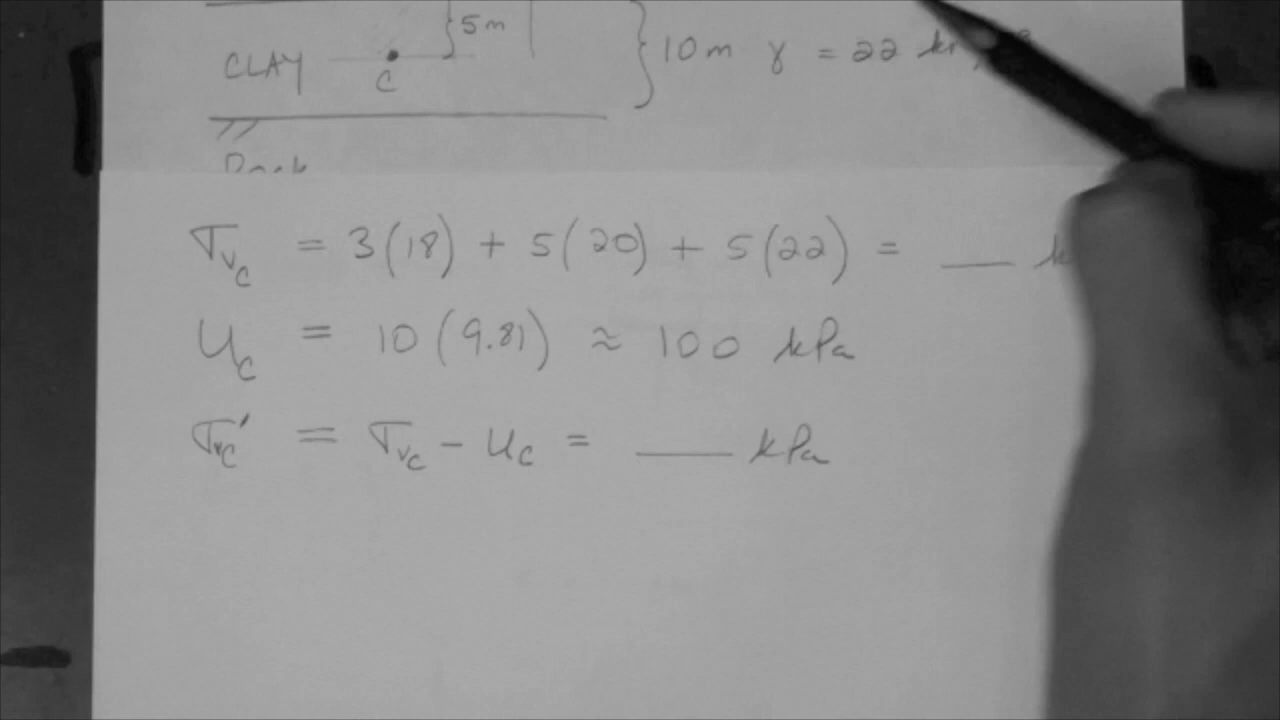 5m
CLAY
C
10m γ = 22
σvc = 3(18) + 5(20) + 5(22) = ___ k
uc = 10(9.81) ≈ 100 kPa
σvc' = σvc - uc = ___ kPa